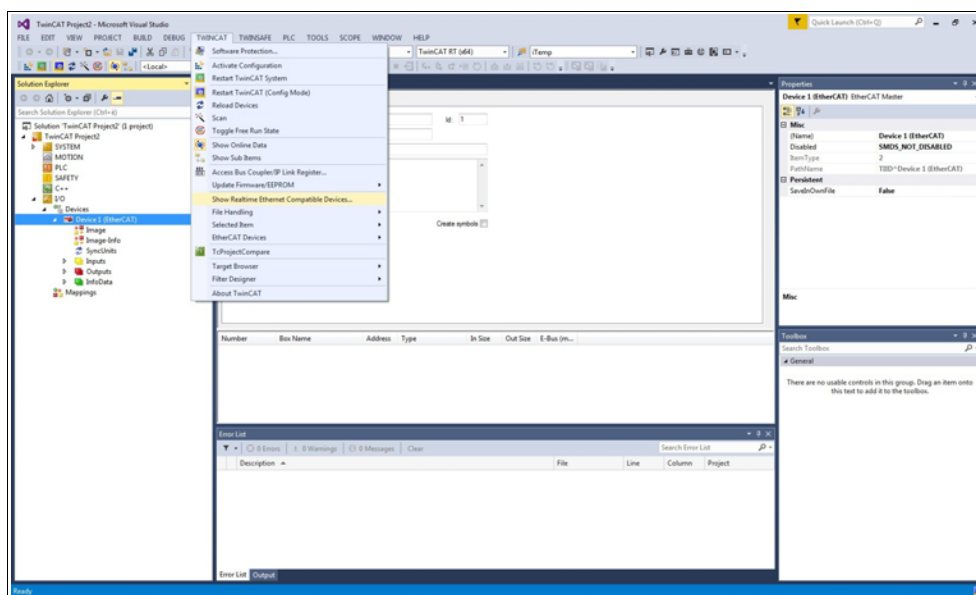 TwinCAT Project2 - Microsoft Visual Studio
Quick Launch (Ctrl+Q)
FILE EDIT VIEW PROJECT BUILD DEBUG TWINCAT TWINSAFE PLC TOOLS SCOPE WINDOW HELP
TwinCAT RT (x64)
iTemp
<Local>
Solution Explorer
Search Solution Explorer (Ctrl+è)
Solution 'TwinCAT Project2' (1 project)
TwinCAT Project2
SYSTEM
MOTION
PLC
SAFETY
C++
I/O
Devices
Device 1 (EtherCAT)
Image
Image-Info
SyncUnits
Inputs
Outputs
InfoData
Mappings
Software Protection...
Activate Configuration
Restart TwinCAT System
Restart TwinCAT (Config Mode)
Reload Devices
Scan
Toggle Free Run State
Show Online Data
Show Sub Items
Access Bus Coupler/IP Link Register...
Update Firmware/EEPROM
Show Realtime Ethernet Compatible Devices...
File Handling
Selected Item
EtherCAT Devices
TcProjectCompare
Target Browser
Filter Designer
About TwinCAT
Id: 1
Create symbols
Number Box Name Address Type In Size Out Size E-Bus (m...
Error List
0 Errors 0 Warnings 0 Messages Clear
Search Error List
Description File Line Column Project
Error List Output
Properties
Device 1 (EtherCAT) EtherCAT Master
Misc
(Name) Device 1 (EtherCAT)
Disabled SMDS_NOT_DISABLED
ItemType 2
PathName TIID^Device 1 (EtherCAT)
Persistent
SaveInOwnFile False
Misc
Toolbox
Search Toolbox
General
There are no usable controls in this group. Drag an item onto
this text to add it to the toolbox.
Ready